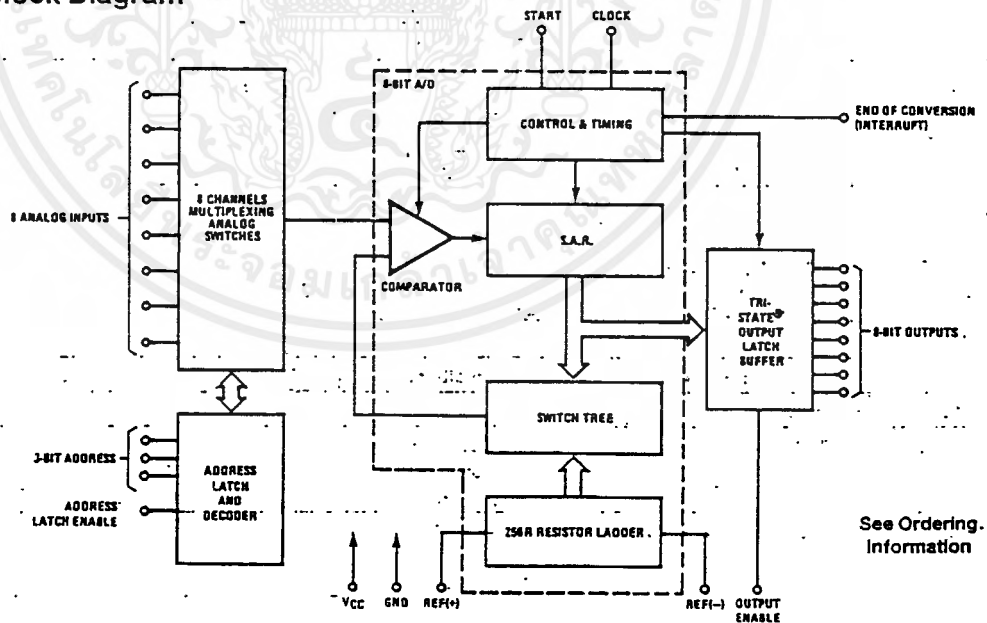 Block Diagram
START
CLOCK
8-BIT A/D
CONTROL & TIMING
END OF CONVERSION
(INTERRUPT)
8 ANALOG INPUTS
8 CHANNELS
MULTIPLEXING
ANALOG
SWITCHES
COMPARATOR
S.A.R.
TRI-
STATE®
OUTPUT
LATCH
BUFFER
8-BIT OUTPUTS
SWITCH TREE
3-BIT ADDRESS
ADDRESS
LATCH ENABLE
ADDRESS
LATCH
AND
DECODER
256R RESISTOR LADDER
See Ordering
Information
VCC
GND
REF(+)
REF(−)
OUTPUT
ENABLE